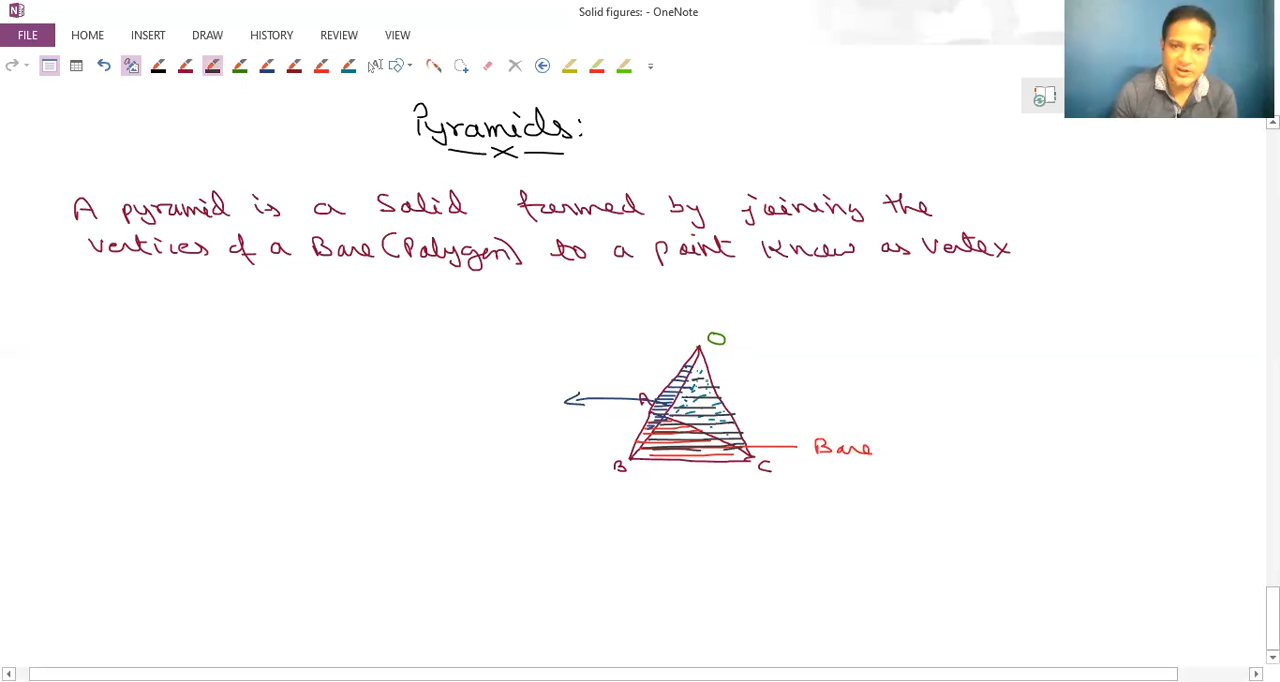 Solid figures: - OneNote
FILE HOME INSERT DRAW HISTORY REVIEW VIEW
Pyramids:
A pyramid is a Solid formed by joining the
vertices of a Base (Polygon) to a point Know as Vertex
O
A
Base
B
C